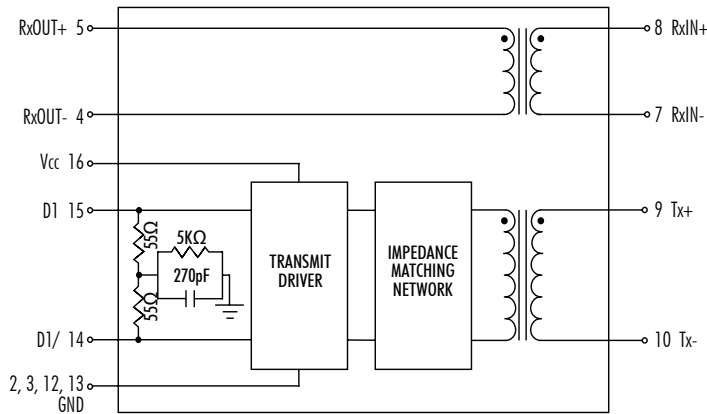 RxOUT+ 5
8 RxIN+
RxOUT- 4
7 RxIN-
Vcc 16
D1 15
9 Tx+
55Ω
5KΩ
270pF
55Ω
TRANSMIT
DRIVER
IMPEDANCE
MATCHING
NETWORK
D1/ 14
10 Tx-
2, 3, 12, 13
GND